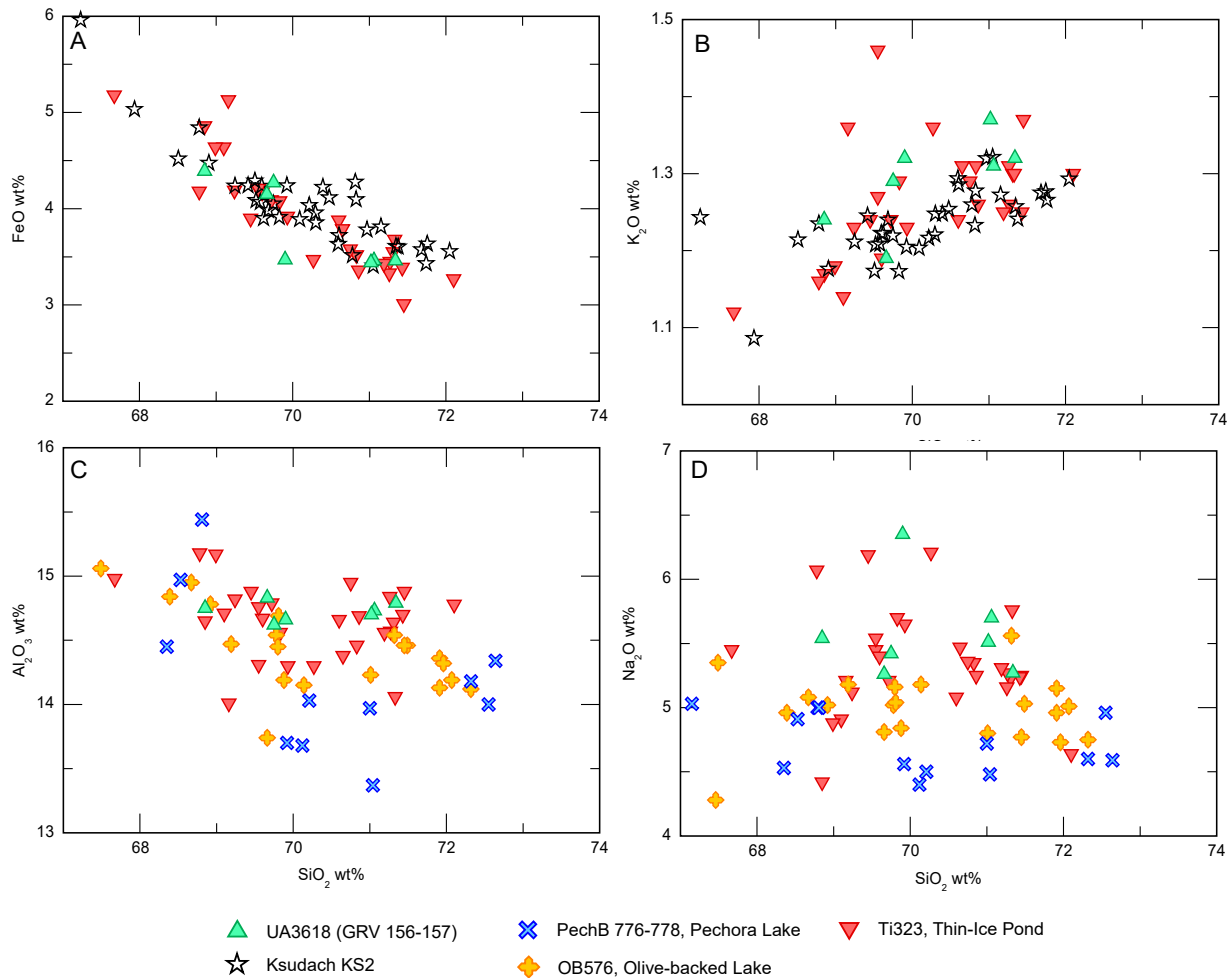 6
5
4
3
2
A
FeO wt%
68
70
72
74
1.5
1.3
1.1
B
K2O wt%
68
70
72
74
16
15
14
13
C
Al2O3 wt%
68
70
72
74
SiO2 wt%
7
6
5
4
D
Na2O wt%
68
70
72
74
SiO2 wt%
UA3618 (GRV 156-157)
PechB 776-778, Pechora Lake
Ti323, Thin-Ice Pond
Ksudach KS2
OB576, Olive-backed Lake